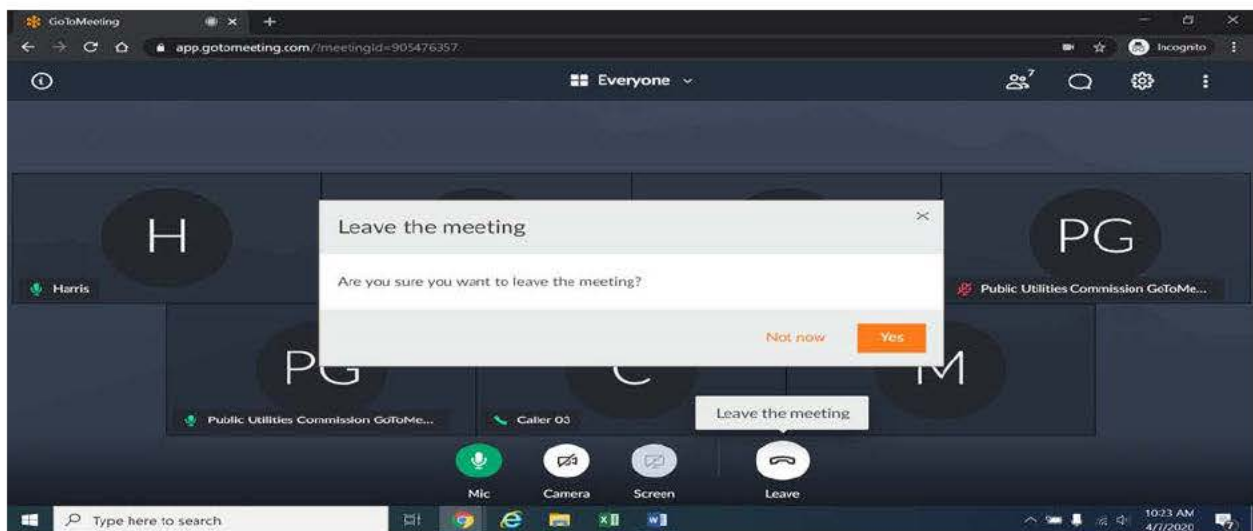 GoToMeeting
app.gotomeeting.com/?meetingId=905476357
Incognito
Everyone
7
H
PG
Leave the meeting
Are you sure you want to leave the meeting?
Not now
Yes
Harris
Public Utilities Commission GoToMe...
PG
C
M
Public Utilities Commission GoToMe...
Caller 03
Leave the meeting
Mic
Camera
Screen
Leave
Type here to search
10:23 AM
4/7/2020
7